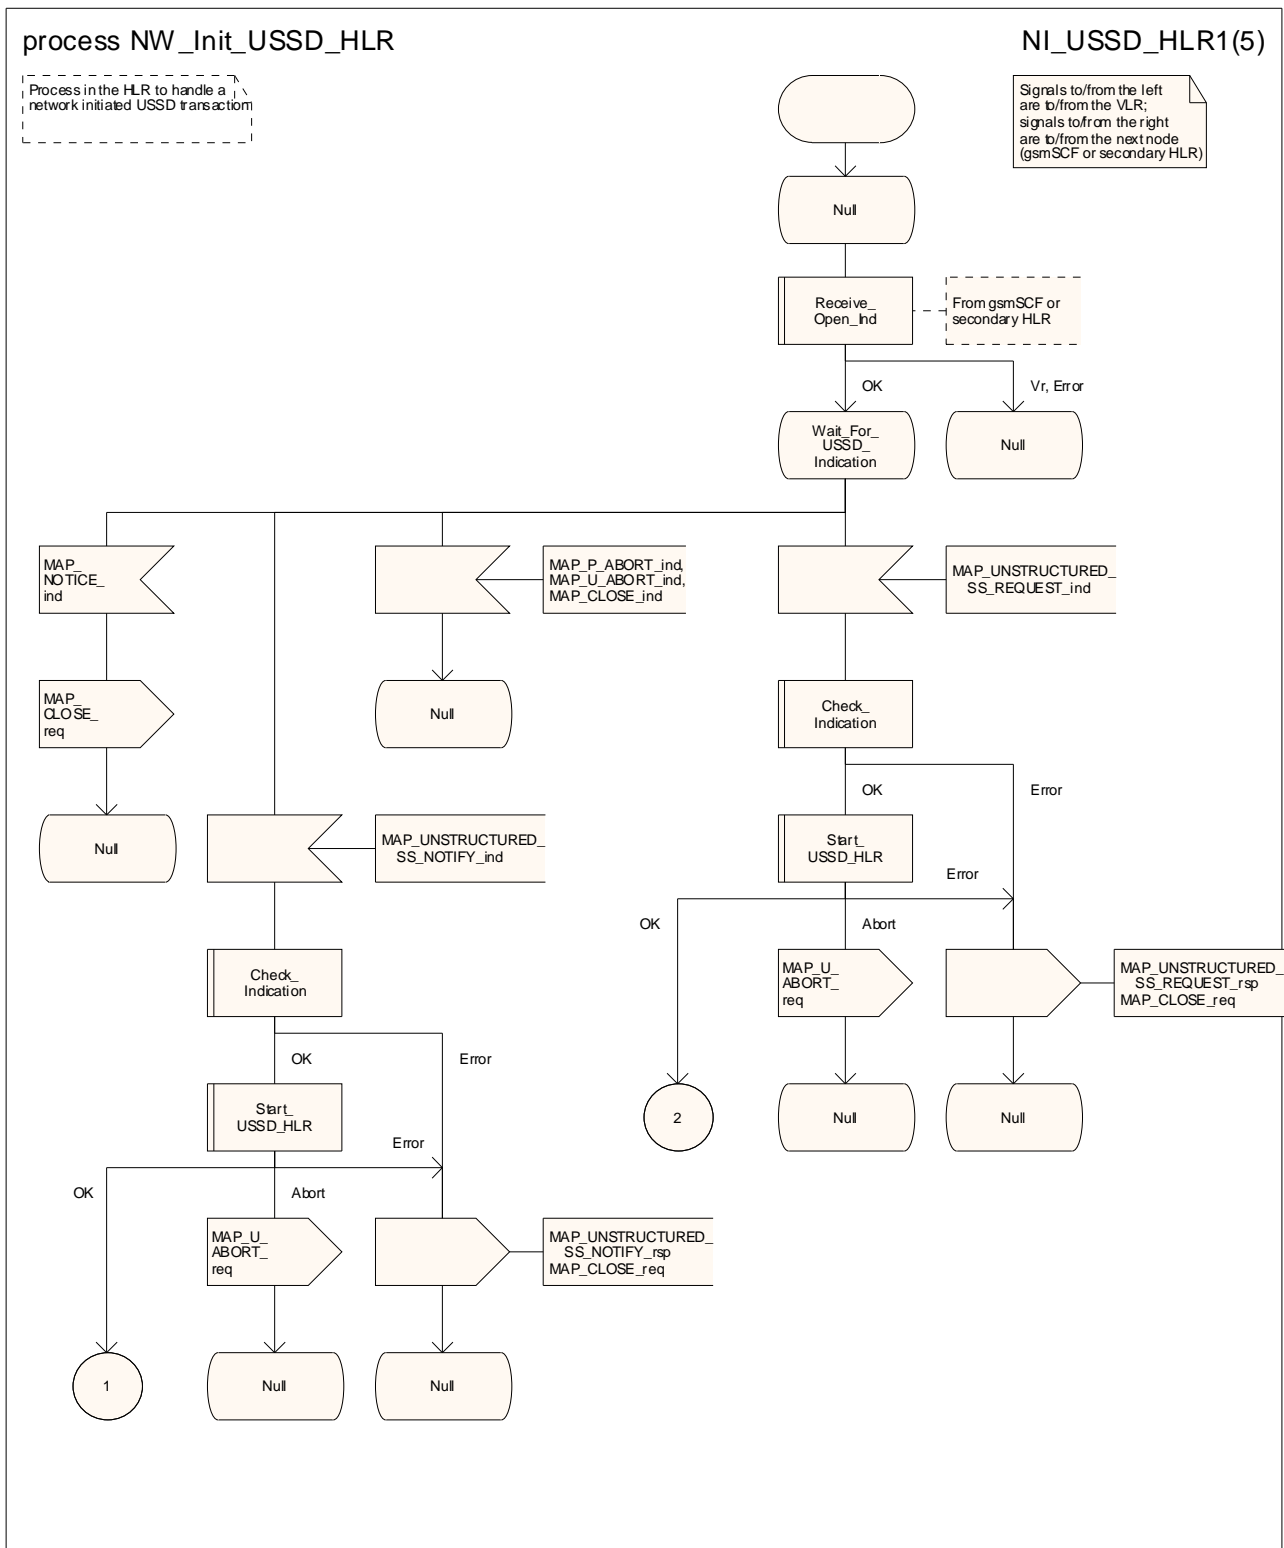 process NW_Init_USSD_HLR
NI_USSD_HLR1(5)
Process in the HLR to handle a
network initiated USSD transaction
Signals to/from the left
are to/from the VLR;
signals to/from the right
are to/from the next node
(gsmSCF or secondary HLR)
Null
Receive_
Open_Ind
From gsmSCF or
secondary HLR
OK
Vr, Error
Wait_For_
USSD_
Indication
Null
MAP_
NOTICE_
ind
MAP_P_ABORT_ind,
MAP_U_ABORT_ind,
MAP_CLOSE_ind
MAP_UNSTRUCTURED_
SS_REQUEST_ind
MAP_
CLOSE_
req
Null
Check_
Indication
OK
Error
Null
MAP_UNSTRUCTURED_
SS_NOTIFY_ind
Start_
USSD_HLR
Error
OK
Abort
Check_
Indication
MAP_U_
ABORT_
req
MAP_UNSTRUCTURED_
SS_REQUEST_rsp
MAP_CLOSE_req
OK
Error
Start_
USSD_HLR
2
Null
Null
Error
OK
Abort
MAP_U_
ABORT_
req
MAP_UNSTRUCTURED_
SS_NOTIFY_rsp
MAP_CLOSE_req
1
Null
Null